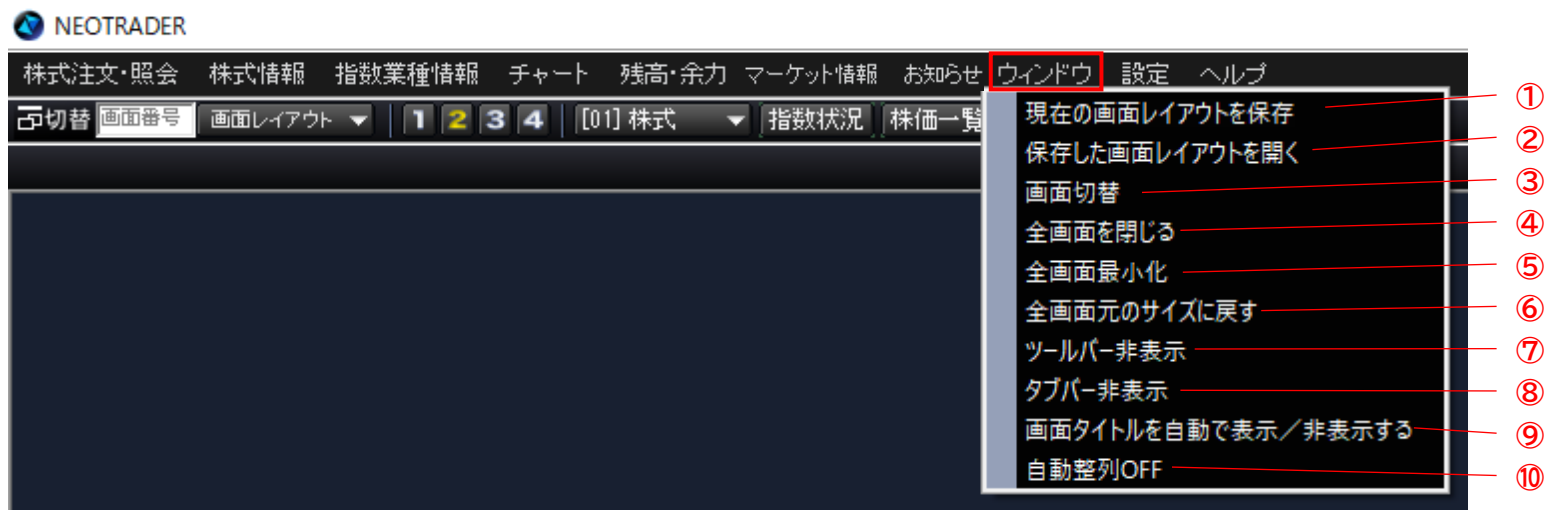 NEOTRADER
株式注文・照会 株式情報 指数業種情報 チャート 残高・余力 マーケット情報 お知らせ ウィンドウ 設定 ヘルプ
切替 画面番号 画面レイアウト 1 2 3 4 [01] 株式 指数状況 株価一覧
現在の画面レイアウトを保存 ①
保存した画面レイアウトを開く ②
画面切替 ③
全画面を閉じる ④
全画面最小化 ⑤
全画面元のサイズに戻す ⑥
ツールバー非表示 ⑦
タブバー非表示 ⑧
画面タイトルを自動で表示／非表示する ⑨
自動整列OFF ⑩